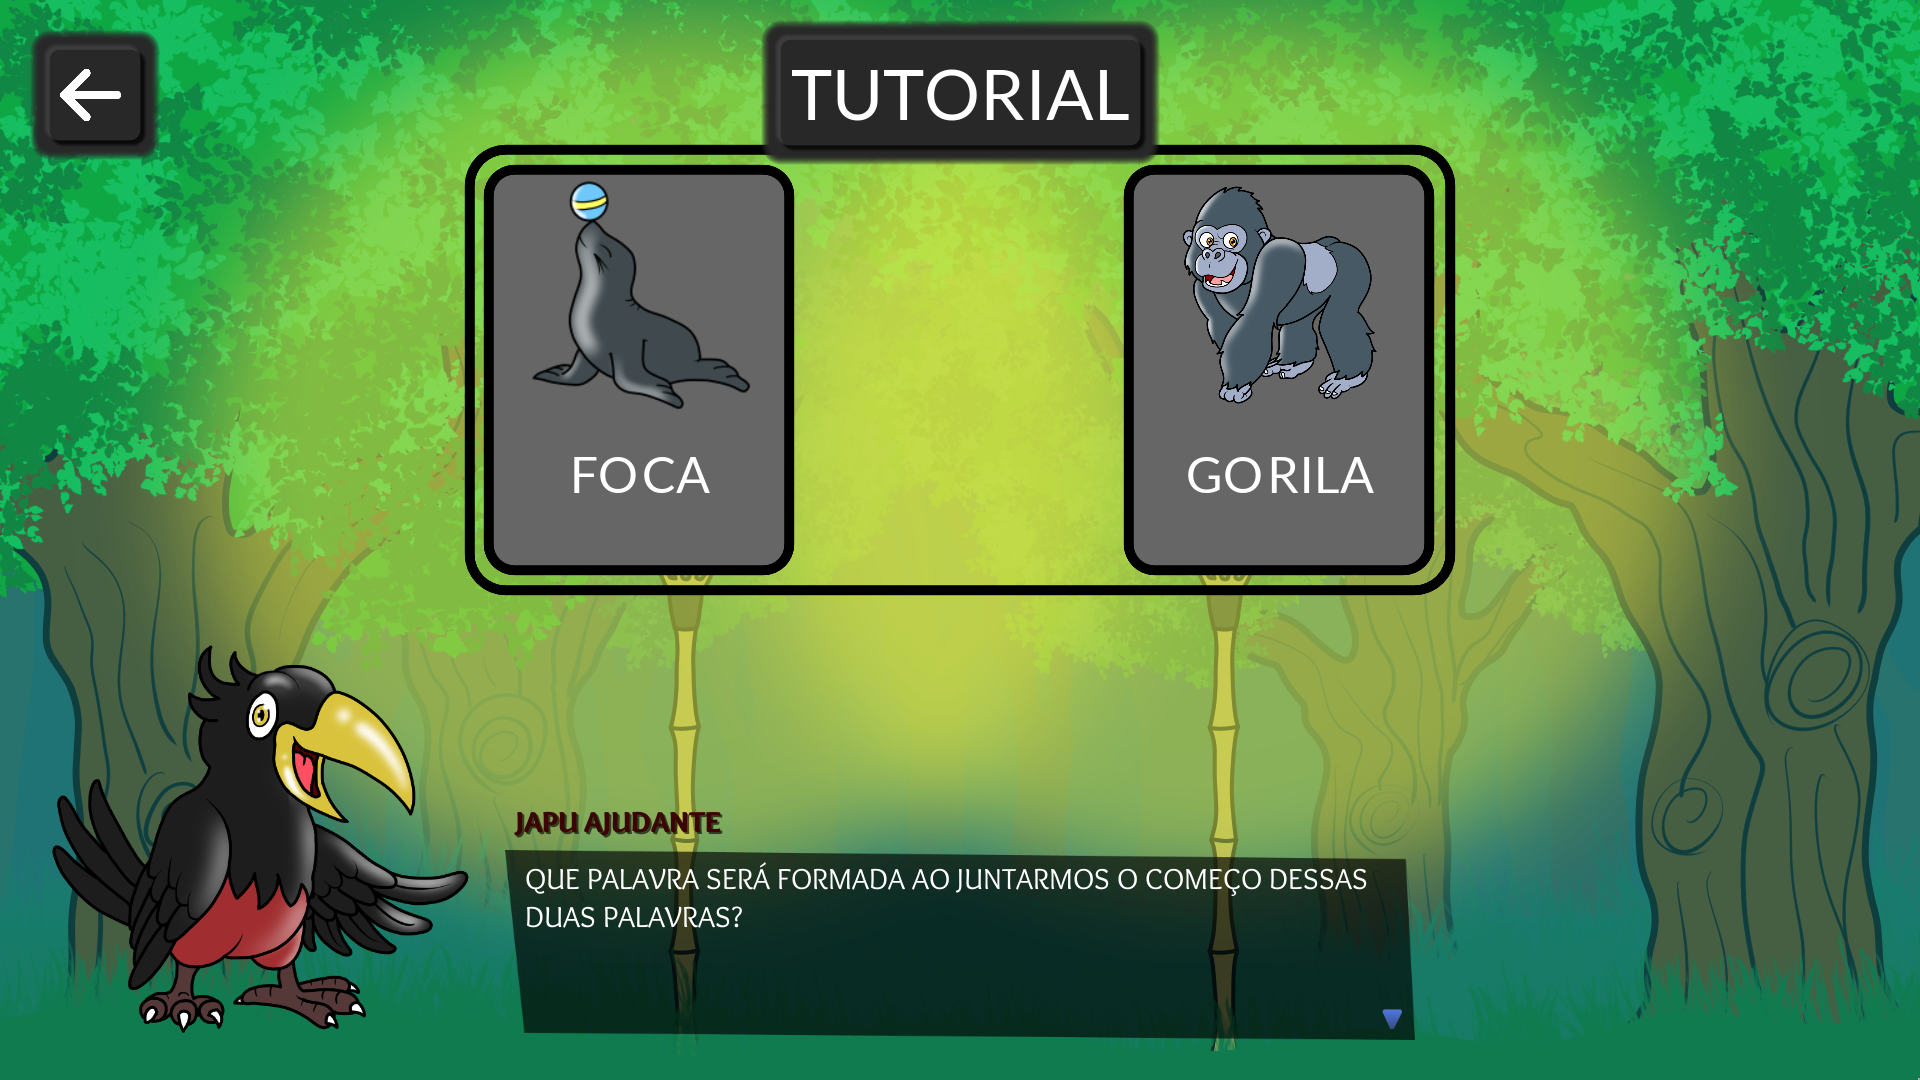 TUTORIAL
FOCA
GORILA
JAPU AJUDANTE
QUE PALAVRA SERÁ FORMADA AO JUNTARMOS O COMEÇO DESSAS
DUAS PALAVRAS?